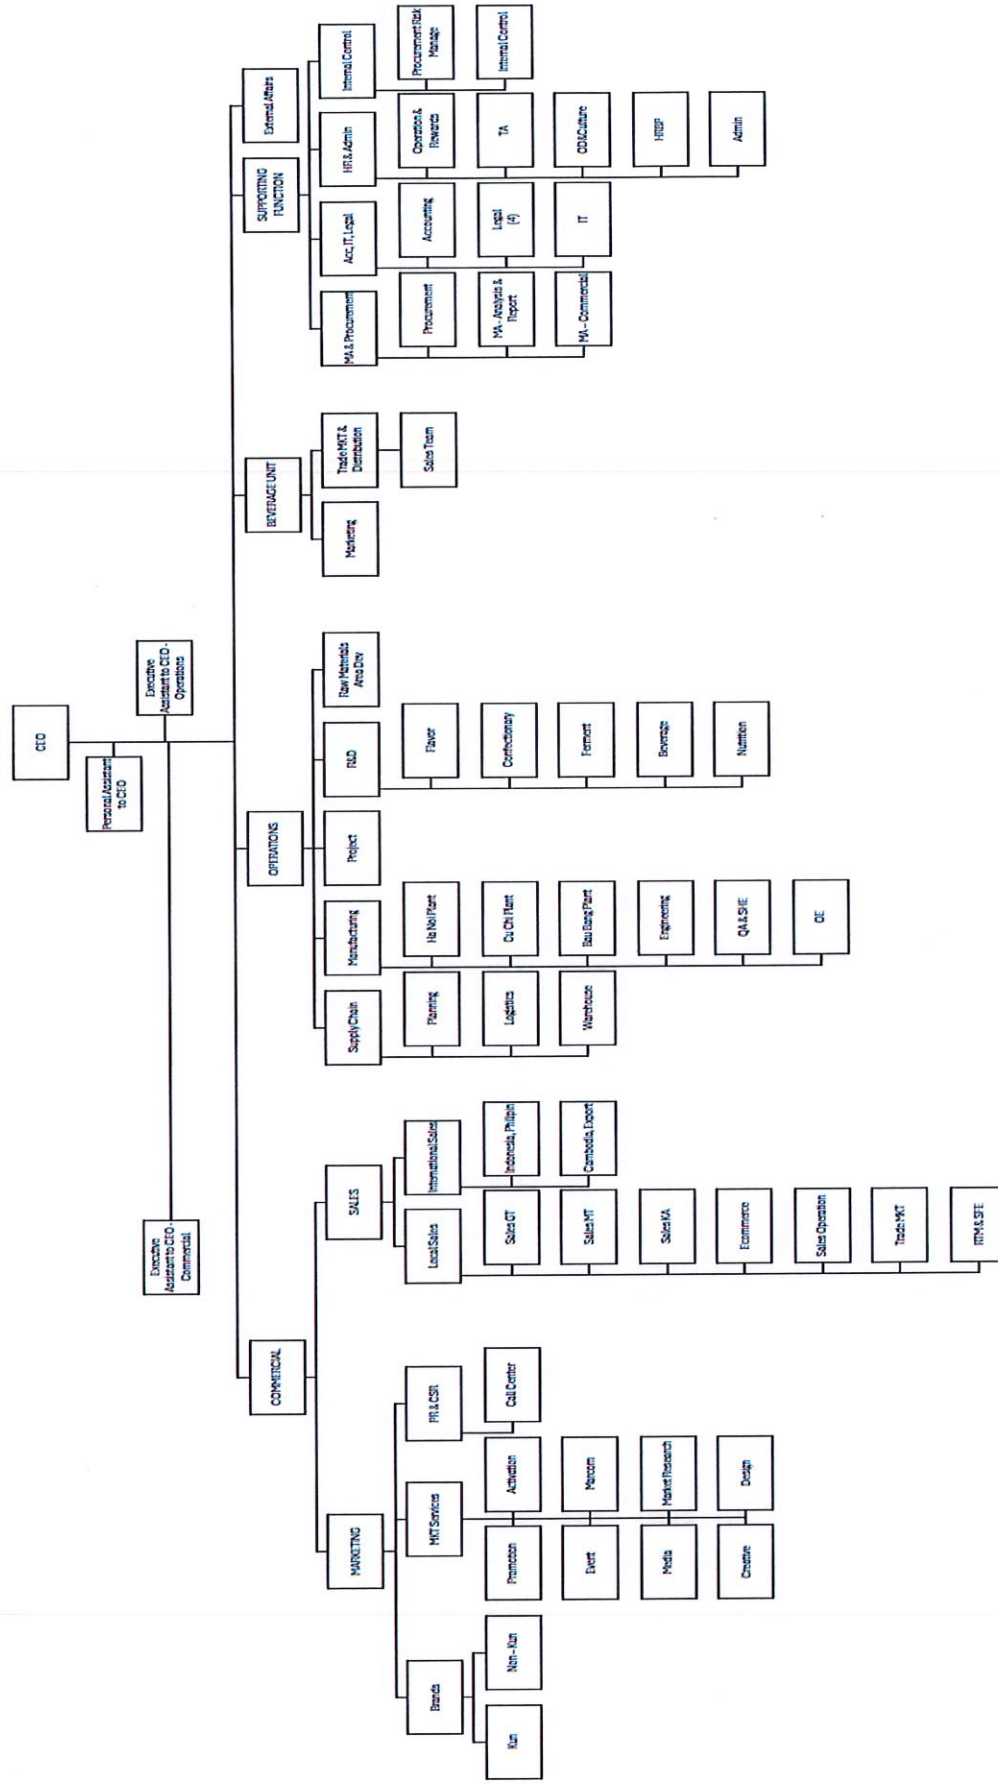 CEO
Personal Assistant
to CEO
Executive
Assistant to CEO -
Operations
Executive
Assistant to CEO -
Commercial
COMMERCIAL
OPERATIONS
BEVERAGE UNIT
SUPPORTING
FUNCTION
External Affairs
MARKETING
SALES
Brands
MKT Services
PR & CSR
Kun
Non - Kun
Promotion
Activation
Event
Marcom
Media
Market Research
Creative
Design
Call Center
Local Sales
International Sales
Sales GT
Sales MT
Sales KA
Ecommerce
Sales Operation
Trade MKT
RTM & SFE
Indonesia, Philipin
Cambodia, Export
Supply Chain
Manufacturing
Project
R&D
Raw Materials
Area Dev
Planning
Logistics
Warehouse
Ha Noi Plant
Cu Chi Plant
Bau Bang Plant
Engineering
QA & SHE
OE
Flavor
Confectionary
Ferment
Beverage
Nutrition
Marketing
Trade MKT &
Distribution
Sales Team
MA & Procurement
Acc, IT, Legal
HR & Admin
Internal Control
Procurement
MA - Analysis &
Report
MA - Commercial
Accounting
Legal
(4)
IT
Operation &
Rewards
TA
OD&Culture
HRBP
Admin
Procurement Risk
Manage
Internal Control